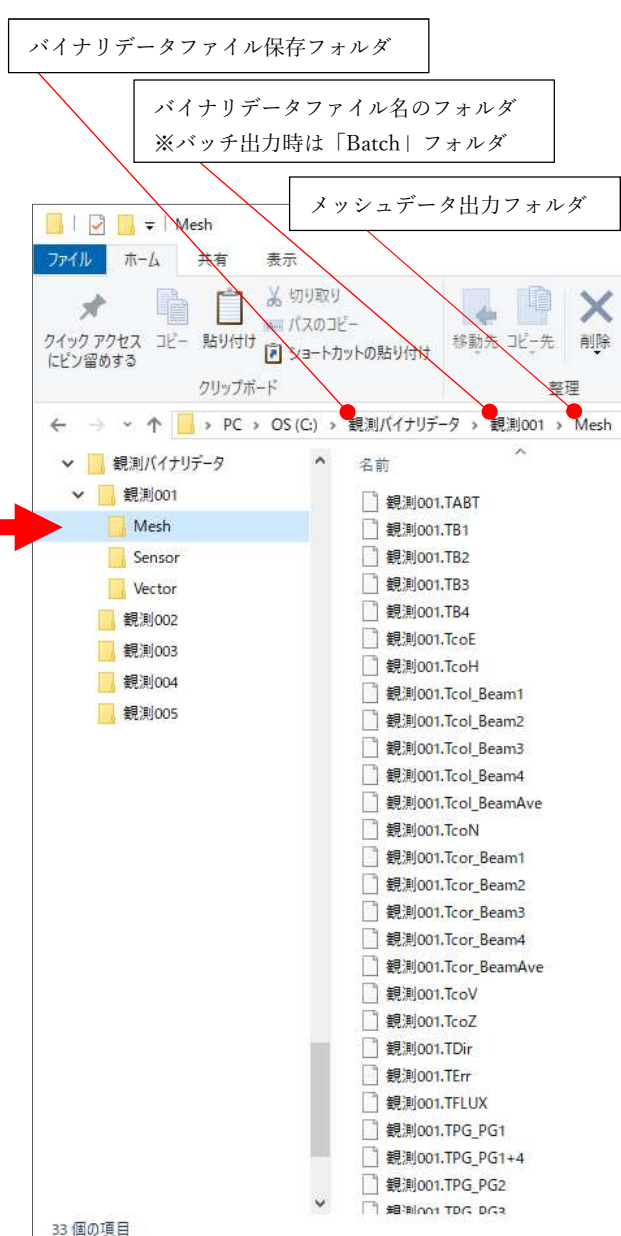 バイナリデータファイル保存フォルダ
バイナリデータファイル名のフォルダ
※バッチ出力時は「Batch」フォルダ
メッシュデータ出力フォルダ
Mesh
ファイル ホーム 共有 表示
クイック アクセス
にピン留めする
コピー
貼り付け
切り取り
パスのコピー
ショートカットの貼り付け
移動先
コピー先
削除
クリップボード
整理
PC › OS (C:) › 観測バイナリデータ › 観測001 › Mesh
観測バイナリデータ
観測001
Mesh
Sensor
Vector
観測002
観測003
観測004
観測005
名前
観測001.TABT
観測001.TB1
観測001.TB2
観測001.TB3
観測001.TB4
観測001.TcoE
観測001.TcoH
観測001.Tcol_Beam1
観測001.Tcol_Beam2
観測001.Tcol_Beam3
観測001.Tcol_Beam4
観測001.Tcol_BeamAve
観測001.TcoN
観測001.Tcor_Beam1
観測001.Tcor_Beam2
観測001.Tcor_Beam3
観測001.Tcor_Beam4
観測001.Tcor_BeamAve
観測001.TcoV
観測001.TcoZ
観測001.TDir
観測001.TErr
観測001.TFLUX
観測001.TPG_PG1
観測001.TPG_PG1+4
観測001.TPG_PG2
観測001.TPG_PG3
33 個の項目